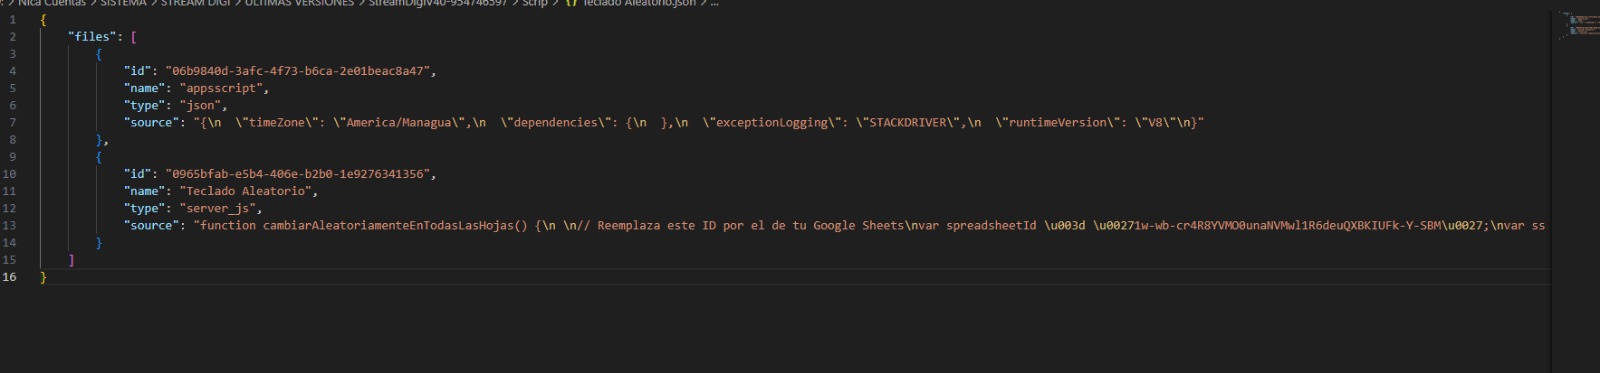 > Nica Cuentas > SISTEMA > STREAM DIGI > ULTIMAS VERSIONES > StreamDigiV40-954746597 > Scrip > {} Teclado Aleatorio.json > ...
1 {
2 "files": [
3 {
4 "id": "06b9840d-3afc-4f73-b6ca-2e01beac8a47",
5 "name": "appsscript",
6 "type": "json",
7 "source": "{\n  \"timeZone\": \"America/Managua\",\n  \"dependencies\": {\n  },\n  \"exceptionLogging\": \"STACKDRIVER\",\n  \"runtimeVersion\": \"V8\"\n}"
8 },
9 {
10 "id": "0965bfab-e5b4-406e-b2b0-1e9276341356",
11 "name": "Teclado Aleatorio",
12 "type": "server_js",
13 "source": "function cambiarAleatoriamenteEnTodasLasHojas() {\n \n// Reemplaza este ID por el de tu Google Sheets\nvar spreadsheetId \u003d \u00271w-wb-cr4R8YVMO0unaNVMwl1R6deuQXBKIUFk-Y-SBM\u0027;\nvar ss
14 }
15 ]
16 }